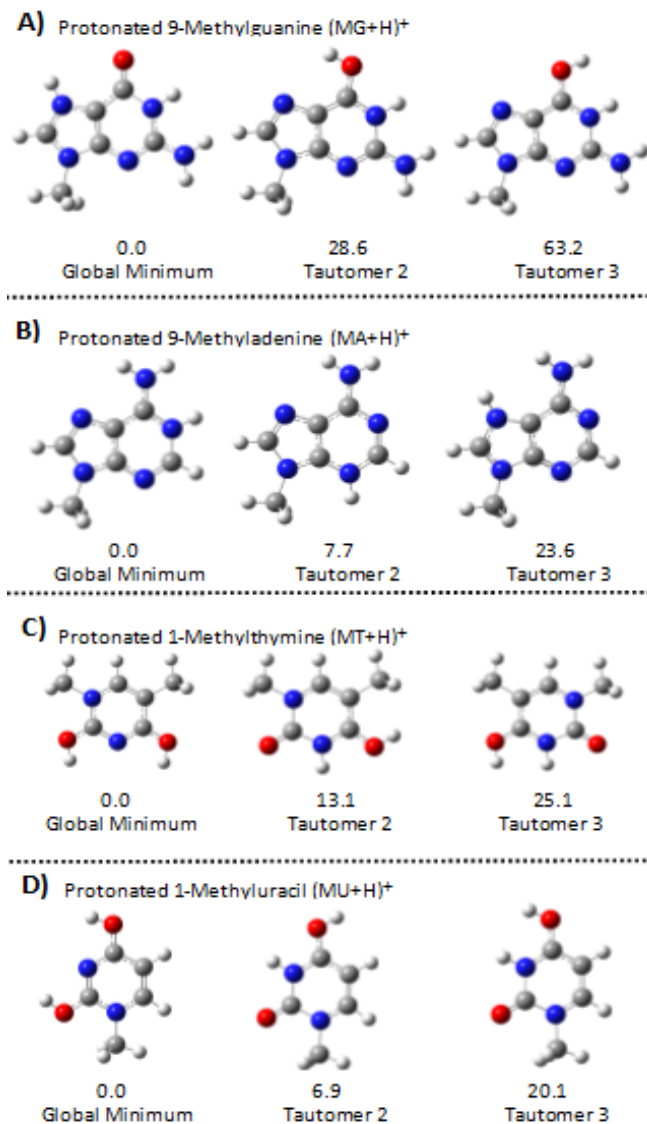 A) Protonated 9-Methylguanine (MG+H)⁺
0.0 28.6 63.2
Global Minimum Tautomer 2 Tautomer 3
B) Protonated 9-Methyladenine (MA+H)⁺
0.0 7.7 23.6
Global Minimum Tautomer 2 Tautomer 3
C) Protonated 1-Methylthymine (MT+H)⁺
0.0 13.1 25.1
Global Minimum Tautomer 2 Tautomer 3
D) Protonated 1-Methyluracil (MU+H)⁺
0.0 6.9 20.1
Global Minimum Tautomer 2 Tautomer 3